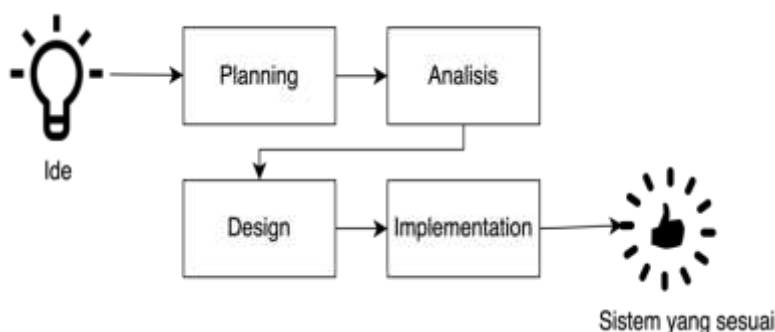 Planning
Analisis
Ide
Design
Implementation
Sistem yang sesuai